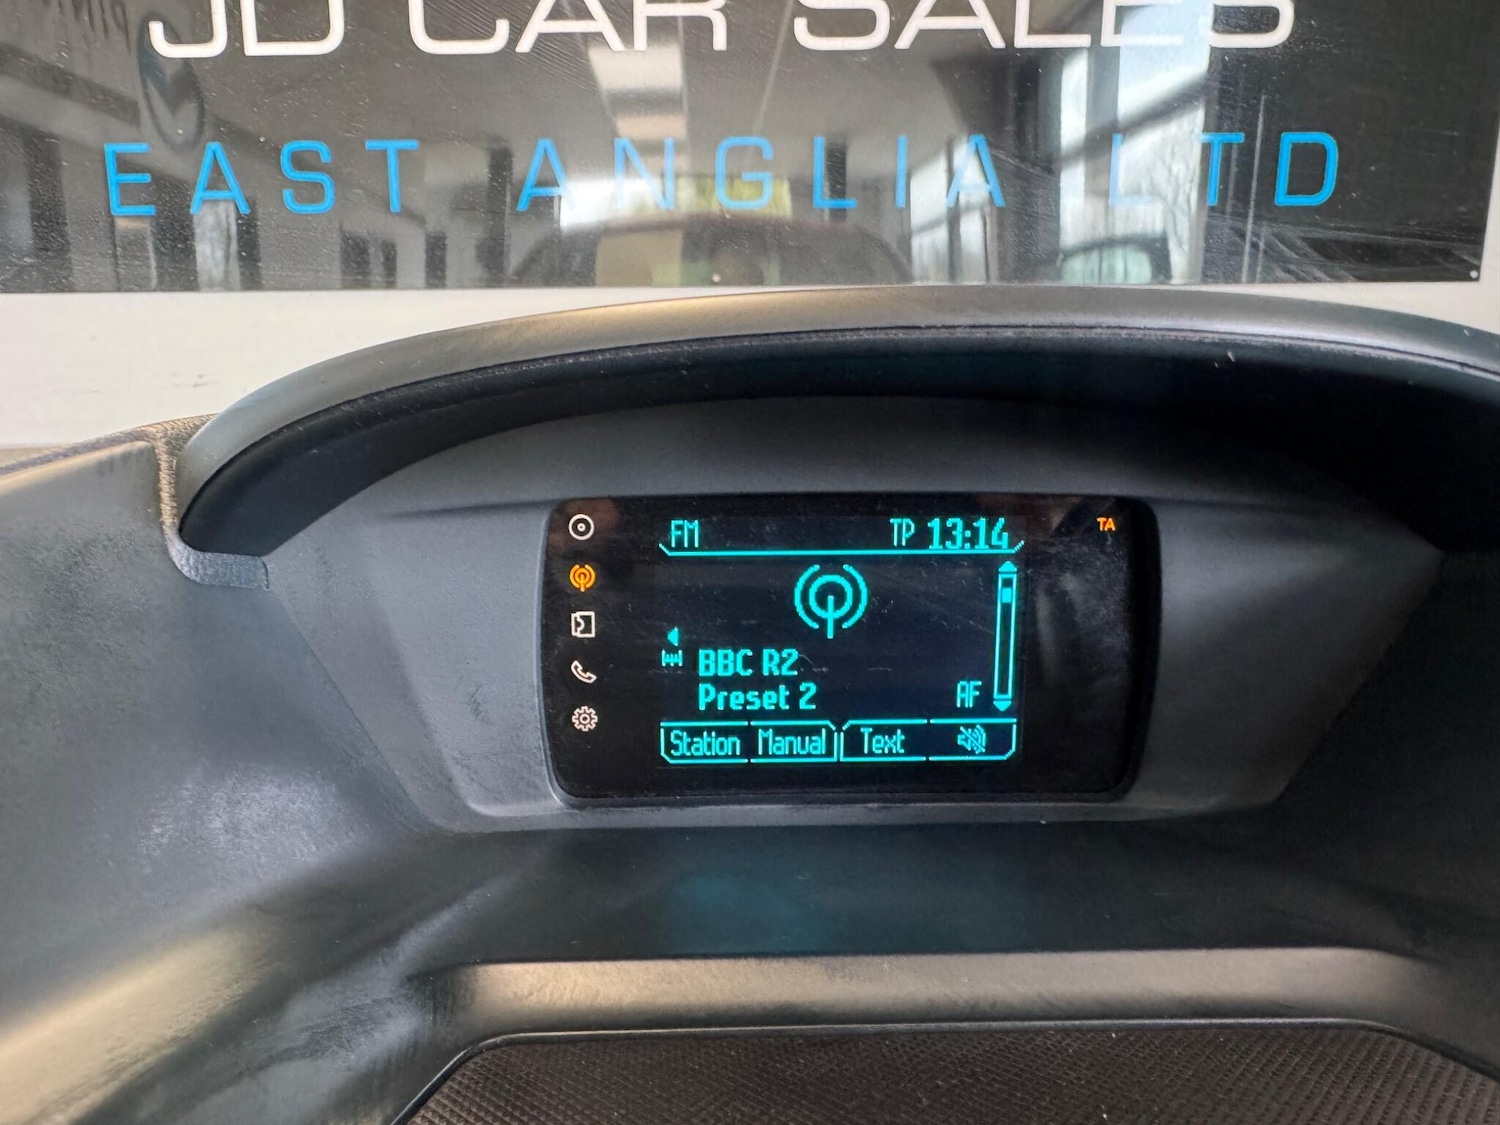 JD CAR SALES
EAST ANGLIA LTD
FM TP 13:14 TA
BBC R2
Preset 2 AF
Station Manual Text